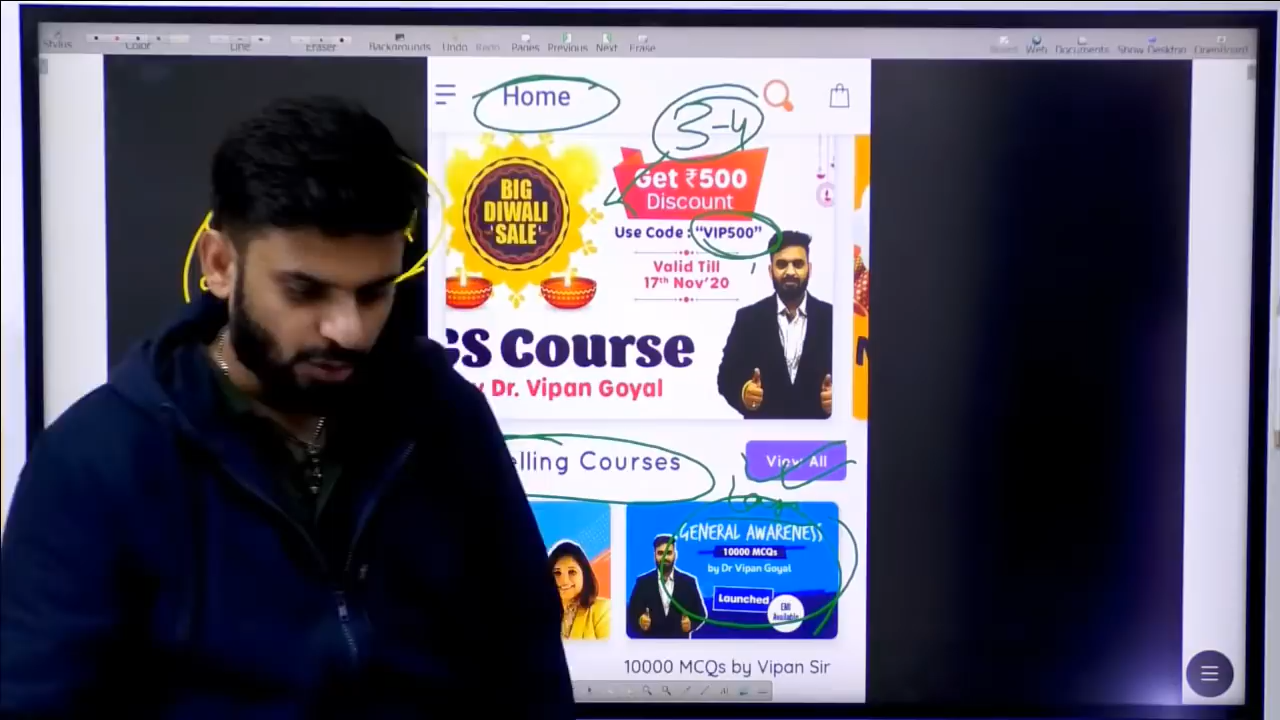 Stylus
Color
Line
Eraser
Backgrounds
Undo
Redo
Pages
Previous
Next
Erase
Board
Web
Documents
Show Desktop
OpenBoard
Home
3-4
BIG
DIWALI
SALE
Get ₹500
Discount
Use Code : “VIP500”
Valid Till
17th Nov'20
GS Course
Dr. Vipan Goyal
elling Courses
View All
GENERAL AWARENESS
10000 MCQs
by Dr Vipan Goyal
Launched
EMI
Available
10000 MCQs by Vipan Sir